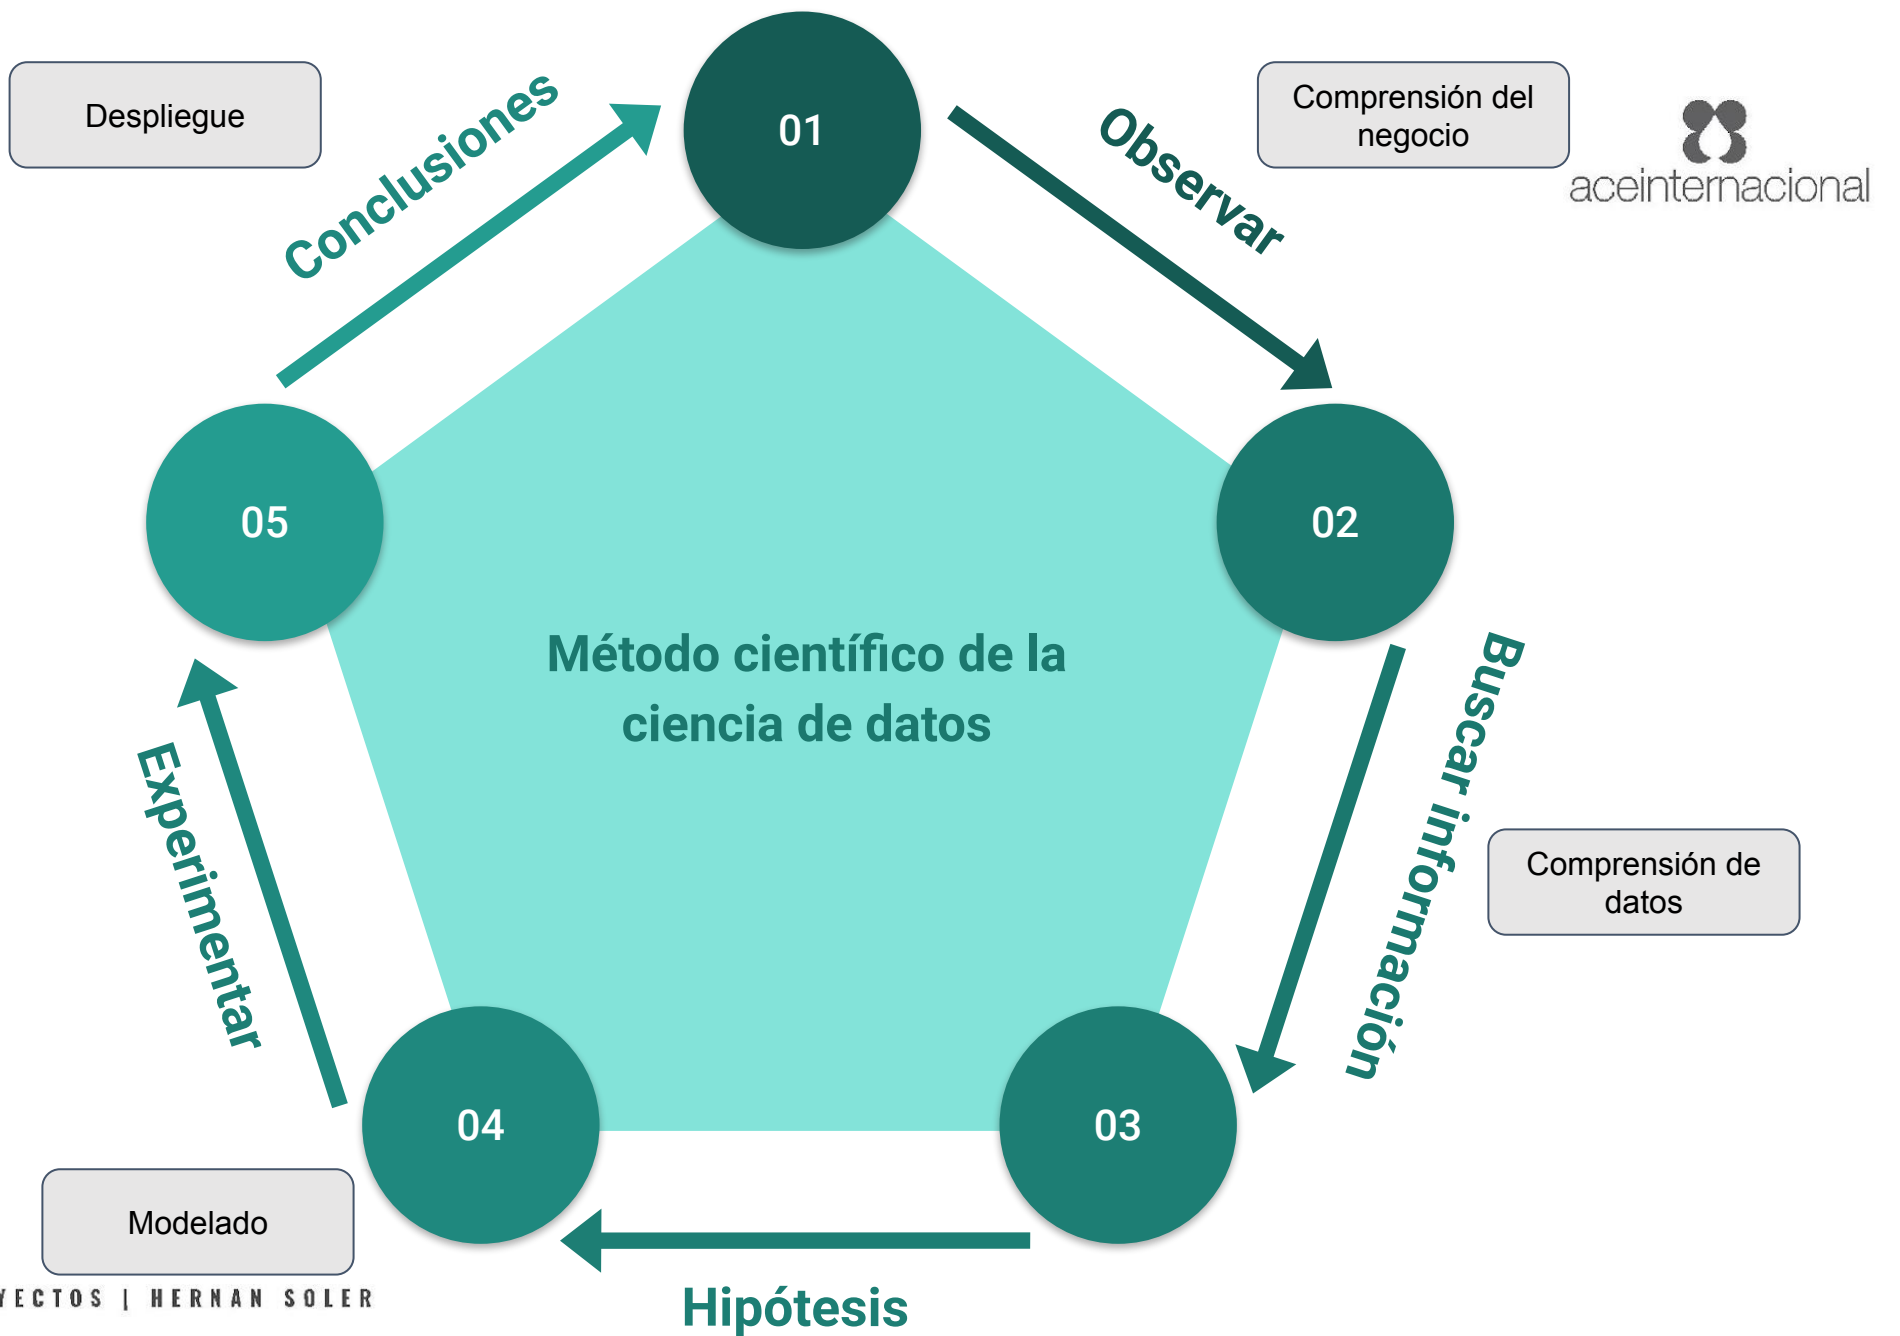 Despliegue
Conclusiones
01
Observar
Comprensión del
negocio
aceinternacional
05
02
Método científico de la
ciencia de datos
Buscar información
Comprensión de
datos
Experimentar
04
03
Modelado
Hipótesis
YECTOS | HERNAN SOLER